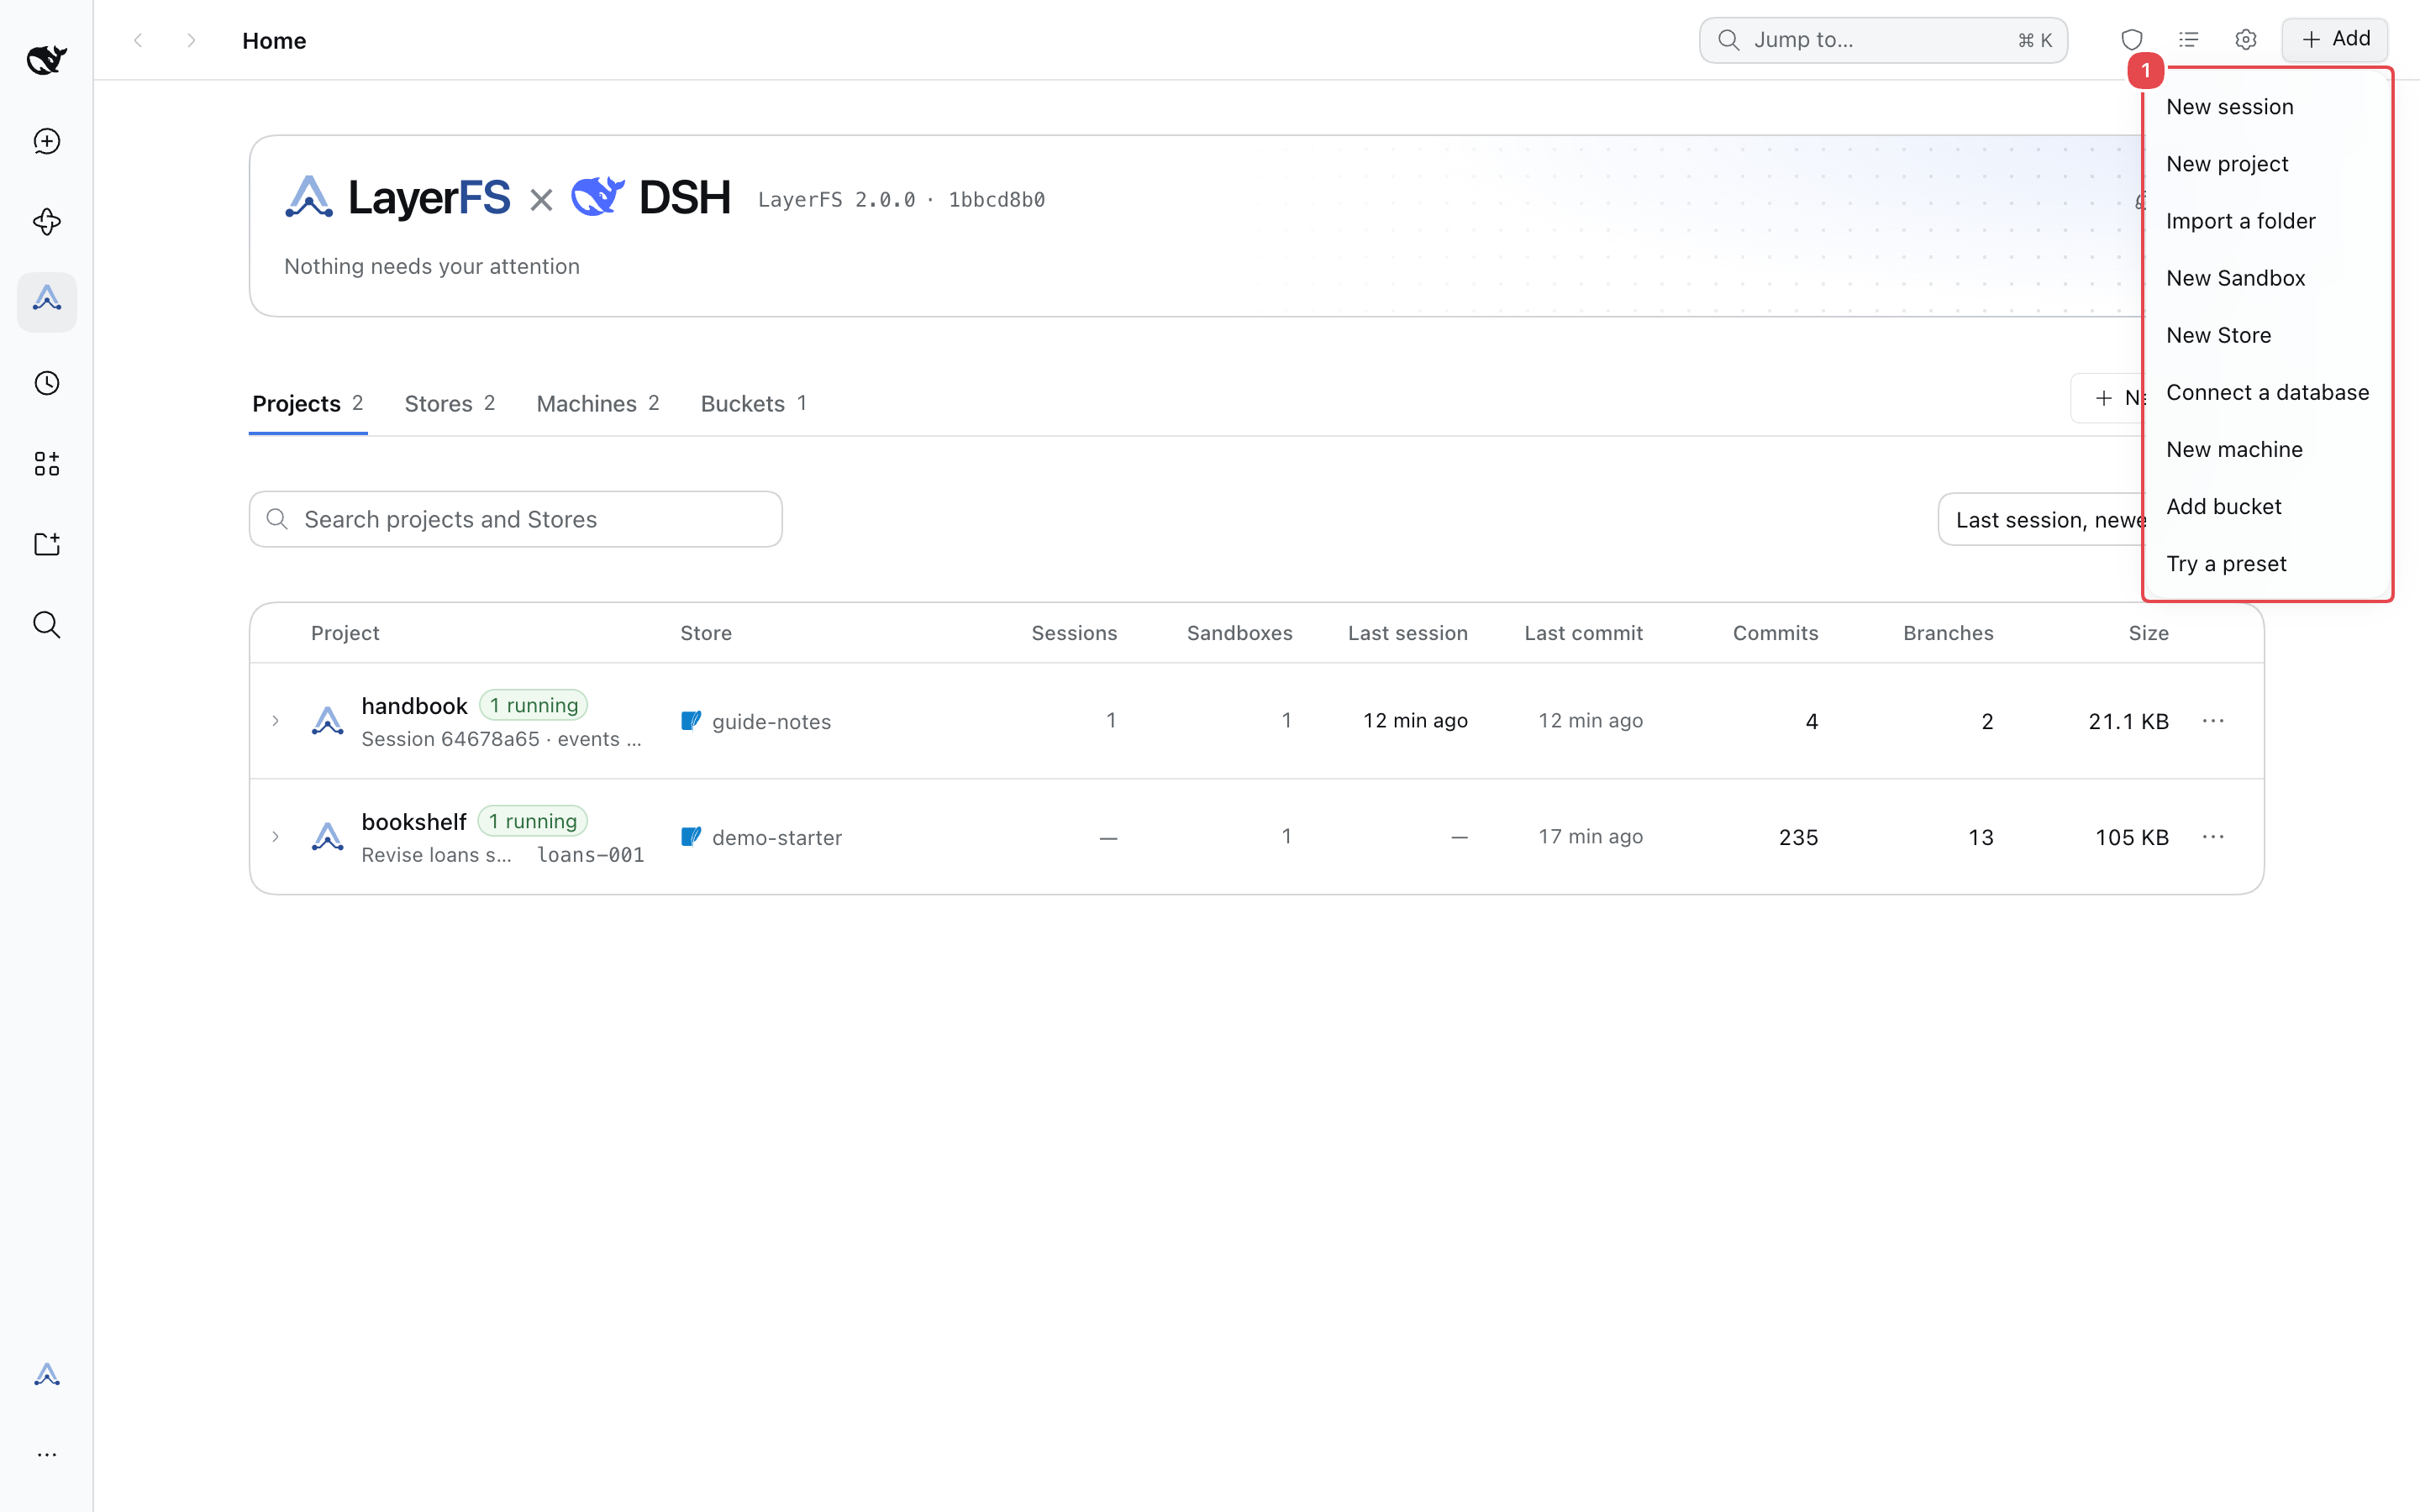 Home
Jump to...
⌘ K
+ Add
1
New session
New project
Import a folder
New Sandbox
New Store
Connect a database
New machine
Add bucket
Try a preset
LayerFS × DSH LayerFS 2.0.0 · 1bbcd8b0
Nothing needs your attention
Projects 2 Stores 2 Machines 2 Buckets 1
Search projects and Stores
Last session,
Project Store Sessions Sandboxes Last session Last commit Commits Branches Size
handbook 1 running
Session 64678a65 · events ...
guide-notes 1 1 12 min ago 12 min ago 4 2 21.1 KB ...
bookshelf 1 running
Revise loans s... loans-001
demo-starter — 1 — 17 min ago 235 13 105 KB ...